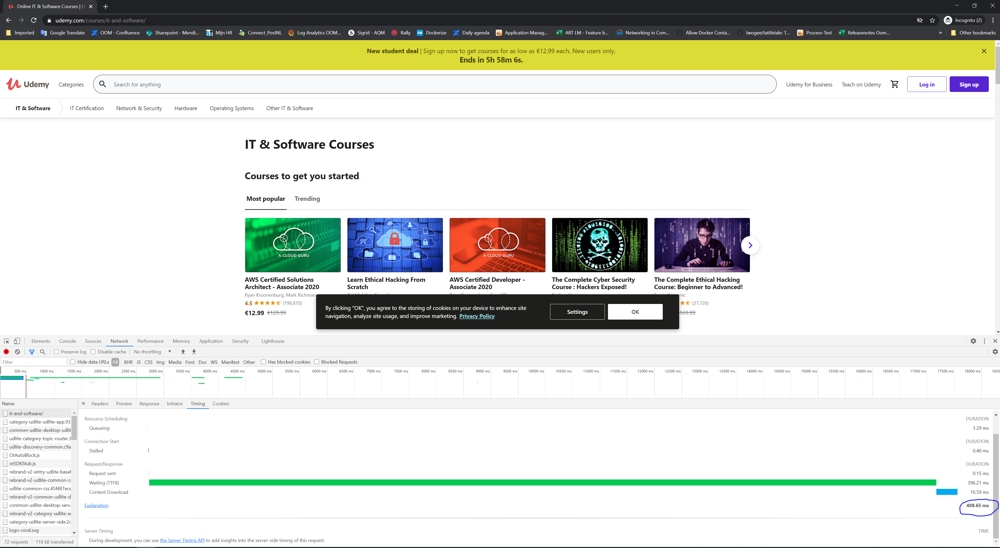 Online IT & Software Courses | U
udemy.com/courses/it-and-software/
Incognito (2)
Imported
Google Translate
OOM - Confluence
Sharepoint - Mendi...
Mijn HR
Connect_PostNL
Log Analytics OOM...
Sigrid - AQM
Rally
Dockerize
Daily agenda
Application Manag...
ART LM - Feature b...
Networking in Com...
Allow Docker Conta...
twogee/tattletale: T...
Process-Test
Releasenotes Oom...
»
Other bookmarks
New student deal | Sign up now to get courses for as low as €12.99 each. New users only.
Ends in 5h 58m 6s.
Udemy
Categories
Search for anything
Udemy for Business
Teach on Udemy
Log in
Sign up
IT & Software
IT Certification
Network & Security
Hardware
Operating Systems
Other IT & Software
IT & Software Courses
Courses to get you started
Most popular
Trending
A CLOUD GURU
A CLOUD GURU
AWS Certified Solutions
Architect - Associate 2020
Ryan Kroonenburg, Mark Richman
4.5 (198,870)
€12.99 €129.99
Learn Ethical Hacking From
Scratch
AWS Certified Developer -
Associate 2020
The Complete Cyber Security
Course : Hackers Exposed!
The Complete Ethical Hacking
Course: Beginner to Advanced!
(27,726)
169.99
By clicking "OK", you agree to the storing of cookies on your device to enhance site
navigation, analyze site usage, and improve marketing. Privacy Policy
Settings
OK
Elements
Console
Sources
Network
Performance
Memory
Application
Security
Lighthouse
Preserve log
Disable cache
No throttling
Filter
Hide data URLs
All
XHR
JS
CSS
Img
Media
Font
Doc
WS
Manifest
Other
Has blocked cookies
Blocked Requests
500 ms
1000 ms
1500 ms
2000 ms
2500 ms
3000 ms
3500 ms
4000 ms
4500 ms
5000 ms
5500 ms
6000 ms
6500 ms
7000 ms
7500 ms
8000 ms
8500 ms
9000 ms
9500 ms
10000 ms
10500 ms
11000 ms
11500 ms
12000 ms
12500 ms
13000 ms
13500 ms
14000 ms
14500 ms
15000 ms
15500 ms
16000 ms
16500 ms
17000 ms
17500 ms
18000 ms
1850
Name
it-and-software/
category-udlite-udlite-app.93
common-udlite-desktop-udlit
udlite-category-topic-router.3
udlite-discovery-common.c9a
OtAutoBlock.js
otSDKStub.js
rebrand-v2-entry-udlite-basel
rebrand-v2-udlite-common-cs
udlite-common-css.45f487ece
rebrand-v2-common-udlite-d
common-udlite-desktop-serv.
rebrand-v2-category-udlite-se
category-udlite-server-side.2c
logo-coral.svg
72 requests
118 kB transferred
Headers
Preview
Response
Initiator
Timing
Cookies
Resource Scheduling
DURATION
Queueing
1.29 ms
Connection Start
DURATION
Stalled
0.40 ms
Request/Response
DURATION
Request sent
0.15 ms
Waiting (TTFB)
396.21 ms
Content Download
10.59 ms
Explanation
408.65 ms
Server Timing
TIME
During development, you can use the Server Timing API to add insights into the server-side timing of this request.